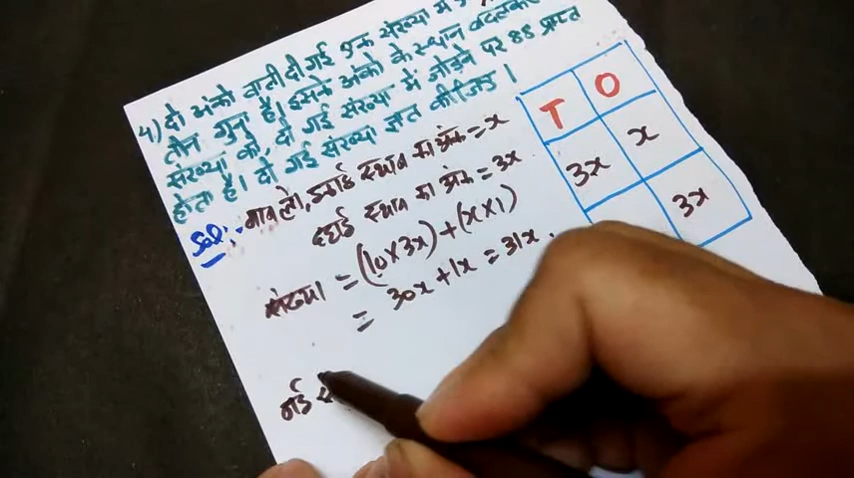 4) दो अंको वाली दी गई एक संख्या में
तीन गुना है। इसके अंको के स्थान बदलकर
संख्या को, दी गई संख्या में जोड़ने पर 88 प्राप्त
होता है। दी गई संख्या ज्ञात कीजिए।
Sol:- मान लो, इकाई स्थान का अंक = x
दहाई स्थान का अंक = 3x
संख्या = (10×3x)+(x×1)
= 30x+1x = 31x.
नई
T O
3x x
3x